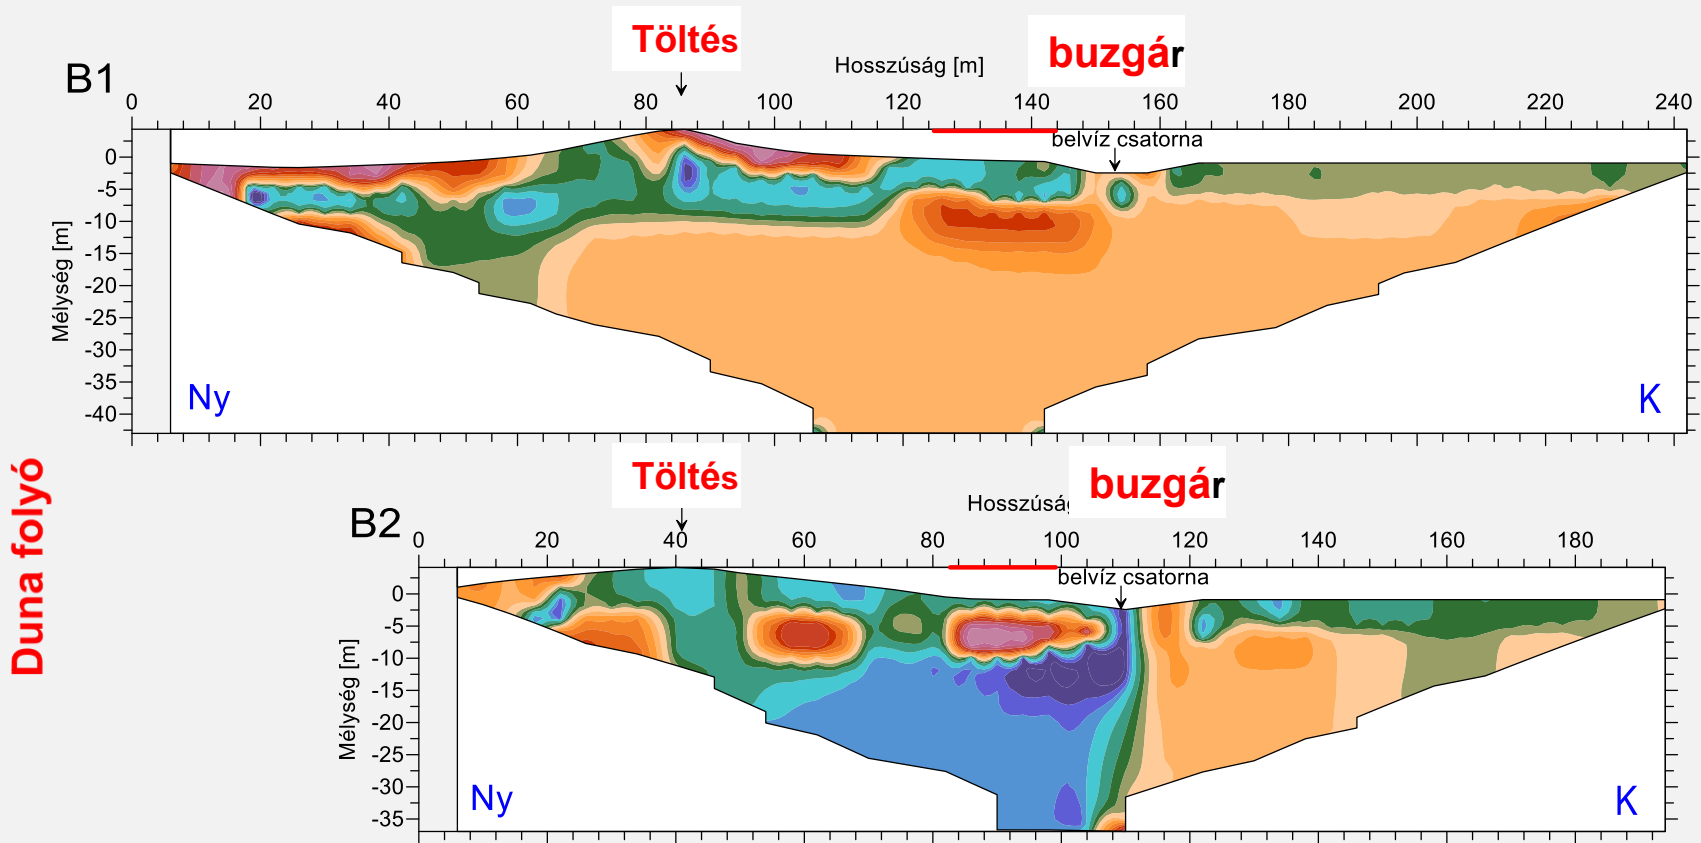 Töltés
buzgár
Hosszúság [m]
B1
0 20 40 60 80 100 120 140 160 180 200 220 240
belvíz csatorna
0
-5
-10
-15
-20
-25
-30
-35
-40
Mélység [m]
Ny
K
Duna folyó
Töltés
buzgár
Hosszúság
B2
0 20 40 60 80 100 120 140 160 180
belvíz csatorna
0
-5
-10
-15
-20
-25
-30
-35
Mélység [m]
Ny
K